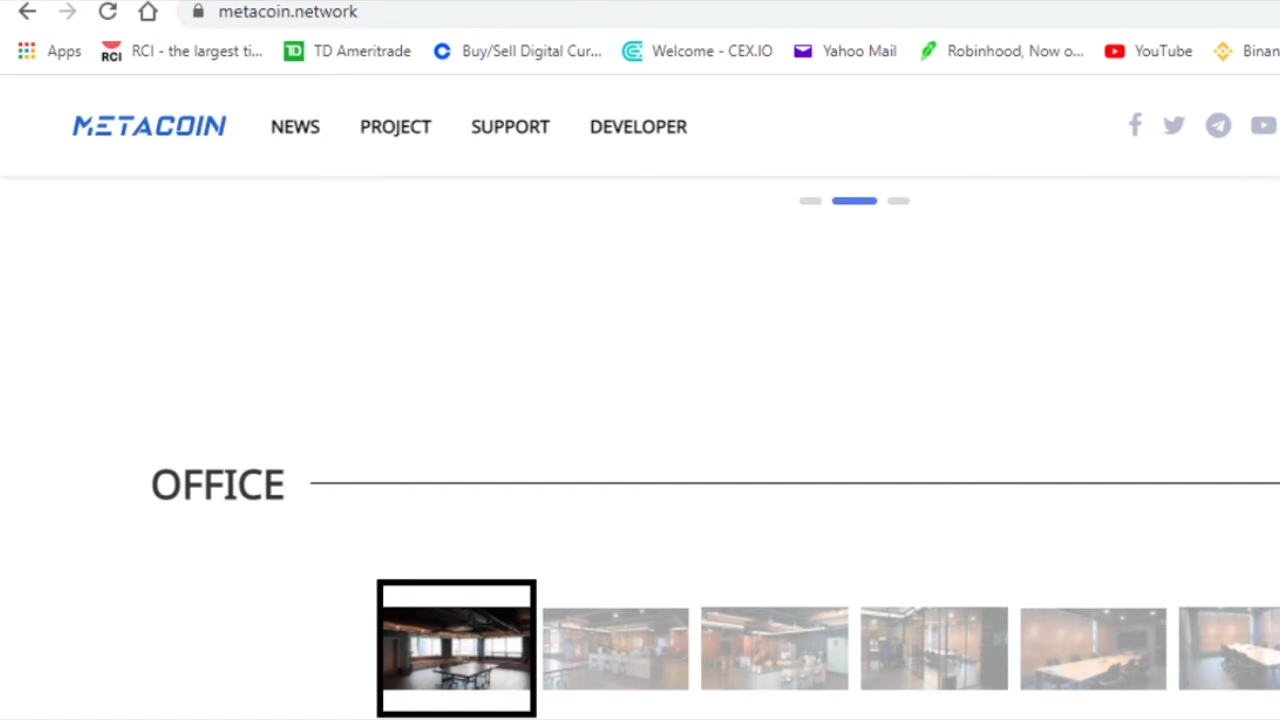 metacoin.network
Apps RCI - the largest ti... TD TD Ameritrade Buy/Sell Digital Cur... Welcome - CEX.IO Yahoo Mail Robinhood, Now o... YouTube Binan
METACOIN NEWS PROJECT SUPPORT DEVELOPER
OFFICE